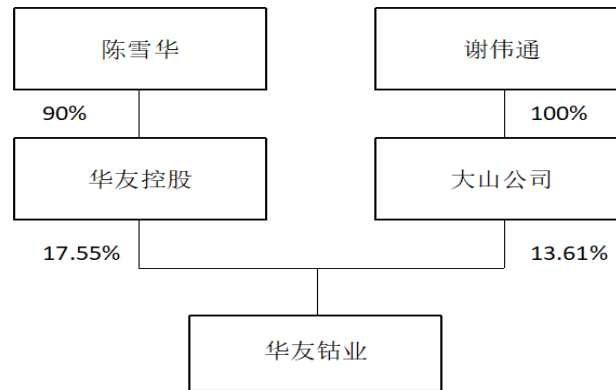 陈雪华
谢伟通
90%
100%
华友控股
大山公司
17.55%
13.61%
华友钴业